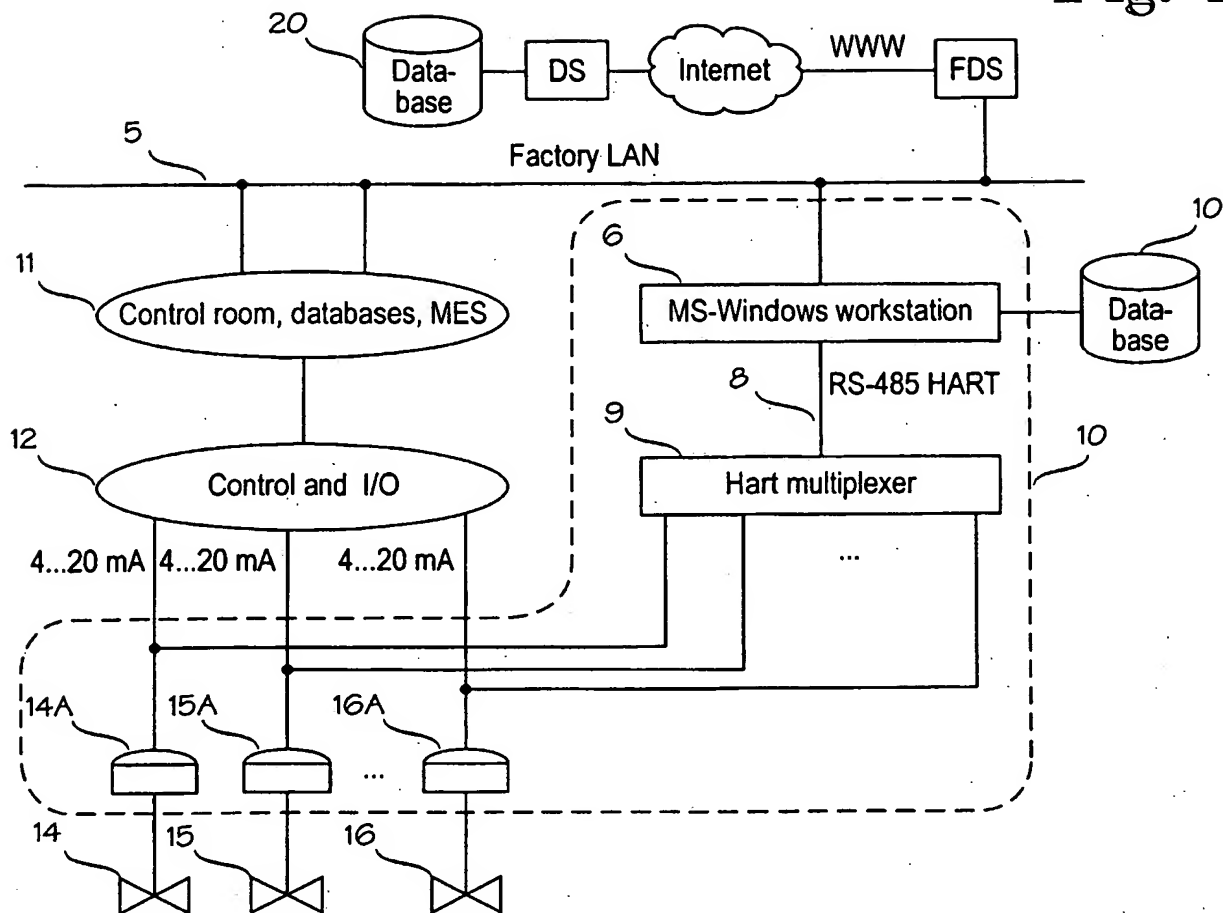 Fig.
20
Data-
base
DS
Internet
WWW
FDS
5
Factory LAN
11
Control room, databases, MES
6
MS-Windows workstation
10
Data-
base
8
RS-485 HART
12
Control and I/O
9
Hart multiplexer
10
4...20 mA
4...20 mA
4...20 mA
...
14A
15A
16A
...
14
15
16